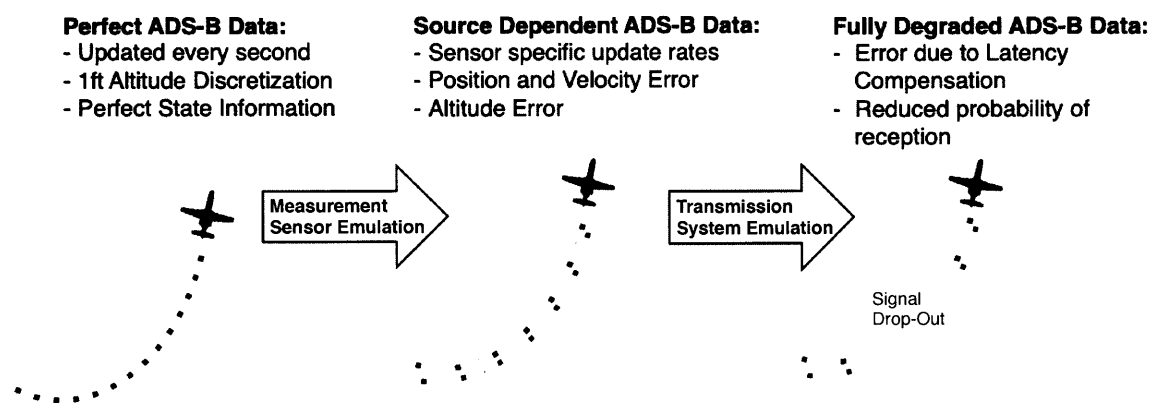 Perfect ADS-B Data:
- Updated every second
- 1ft Altitude Discretization
- Perfect State Information
Source Dependent ADS-B Data:
- Sensor specific update rates
- Position and Velocity Error
- Altitude Error
Fully Degraded ADS-B Data:
- Error due to Latency
Compensation
- Reduced probability of
reception
Measurement
Sensor Emulation
Transmission
System Emulation
Signal
Drop-Out